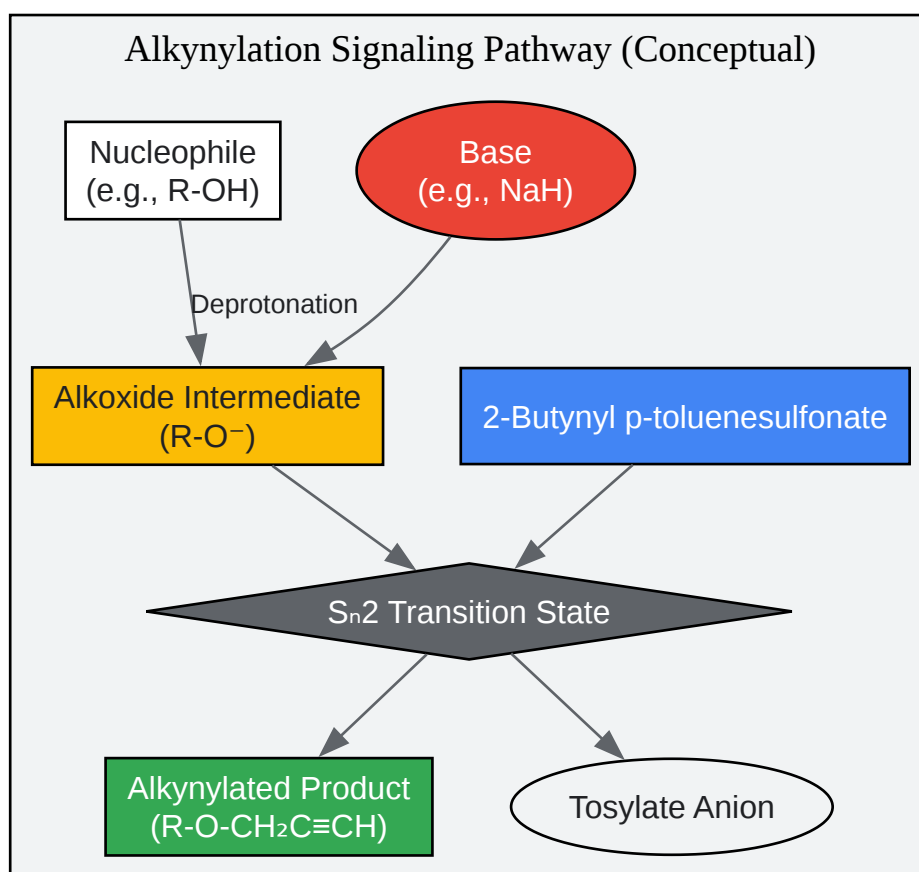 Alkynylation Signaling Pathway (Conceptual)
Nucleophile
(e.g., R-OH)
Base
(e.g., NaH)
Deprotonation
Alkoxide Intermediate
(R-O⁻)
2-Butynyl p-toluenesulfonate
Sₙ2 Transition State
Alkynylated Product
(R-O-CH₂C≡CH)
Tosylate Anion